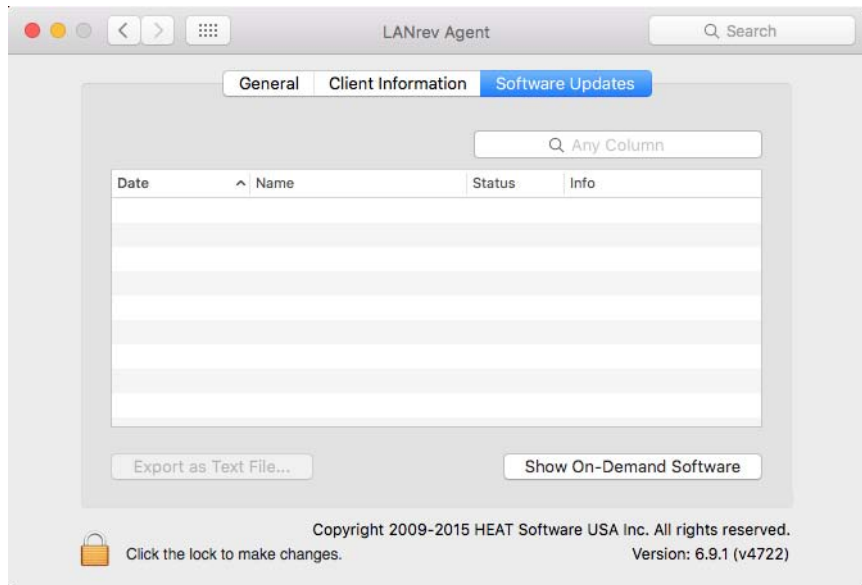 LANrev Agent
Search
General Client Information Software Updates
Any Column
Date Name Status Info
Export as Text File... Show On-Demand Software
Copyright 2009-2015 HEAT Software USA Inc. All rights reserved.
Click the lock to make changes. Version: 6.9.1 (v4722)